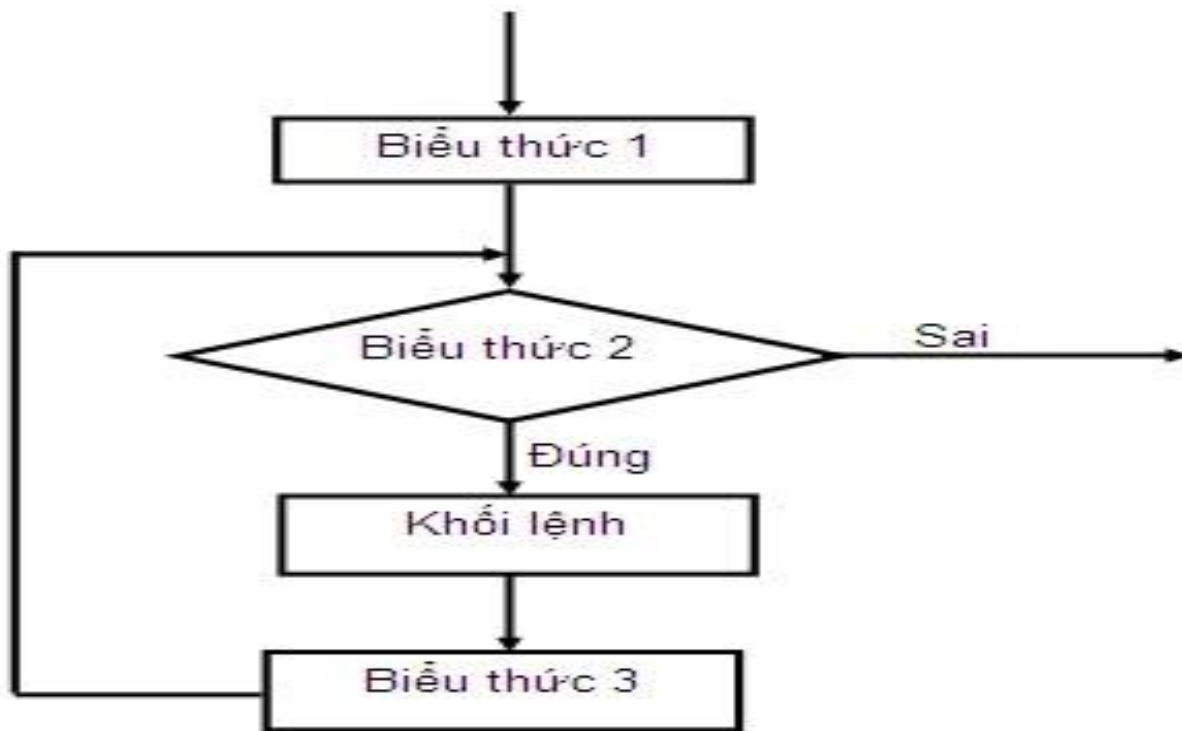 Biểu thức 1
Biểu thức 2
Sai
Đúng
Khối lệnh
Biểu thức 3